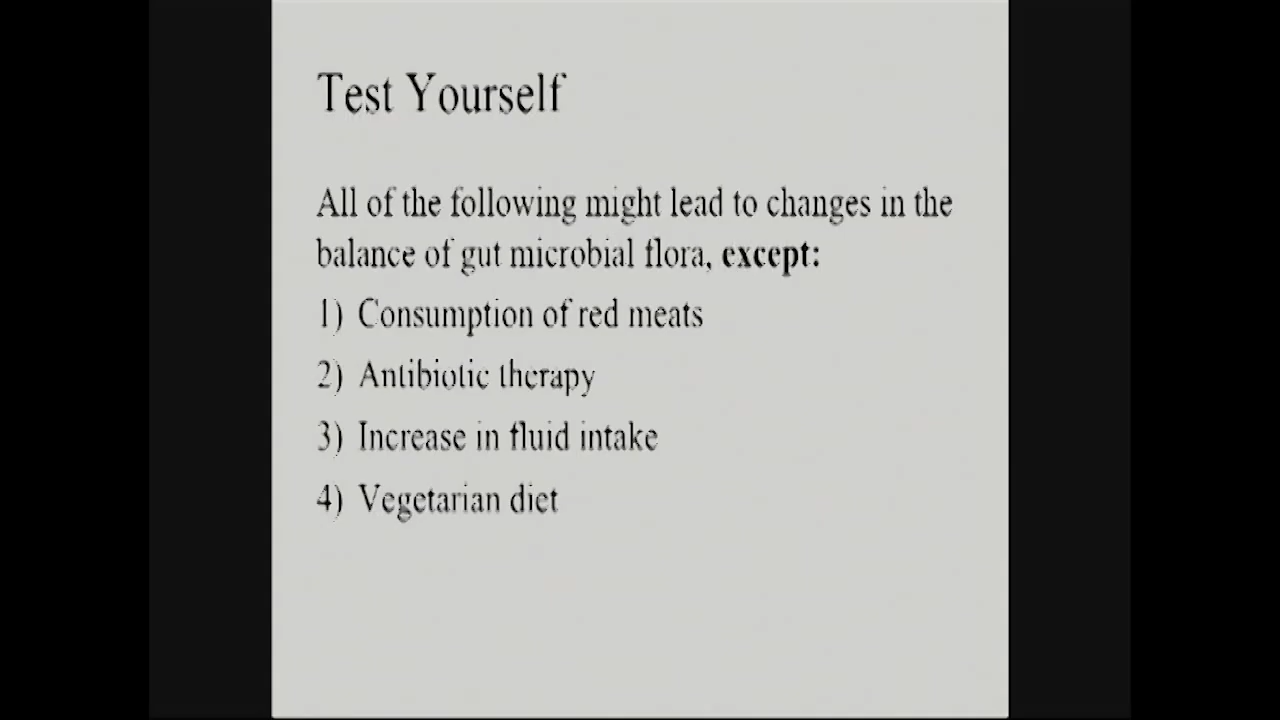 Test Yourself
All of the following might lead to changes in the
balance of gut microbial flora, except:
1) Consumption of red meats
2) Antibiotic therapy
3) Increase in fluid intake
4) Vegetarian diet